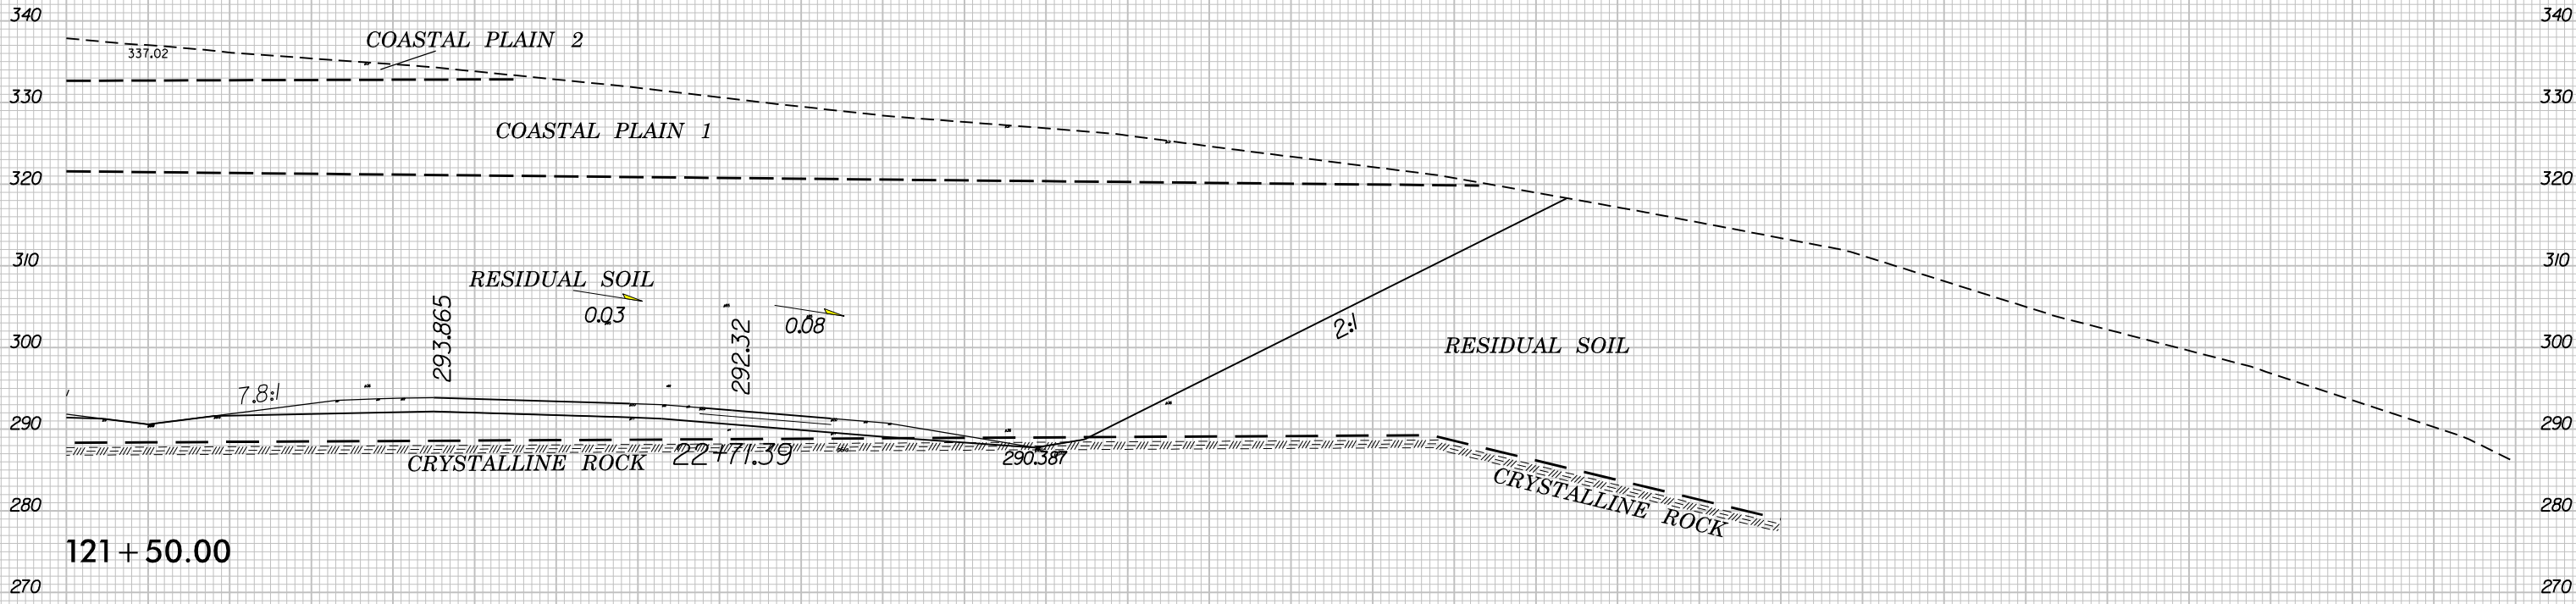 340 340
COASTAL PLAIN 2
337.02
330 330
COASTAL PLAIN 1
320 320
310 310
RESIDUAL SOIL
0.03 0.08
293.865 292.32
2:1
300 RESIDUAL SOIL 300
7.8:1
290 290
CRYSTALLINE ROCK 22+71.39 290.387
CRYSTALLINE ROCK
280 280
121+50.00
270 270